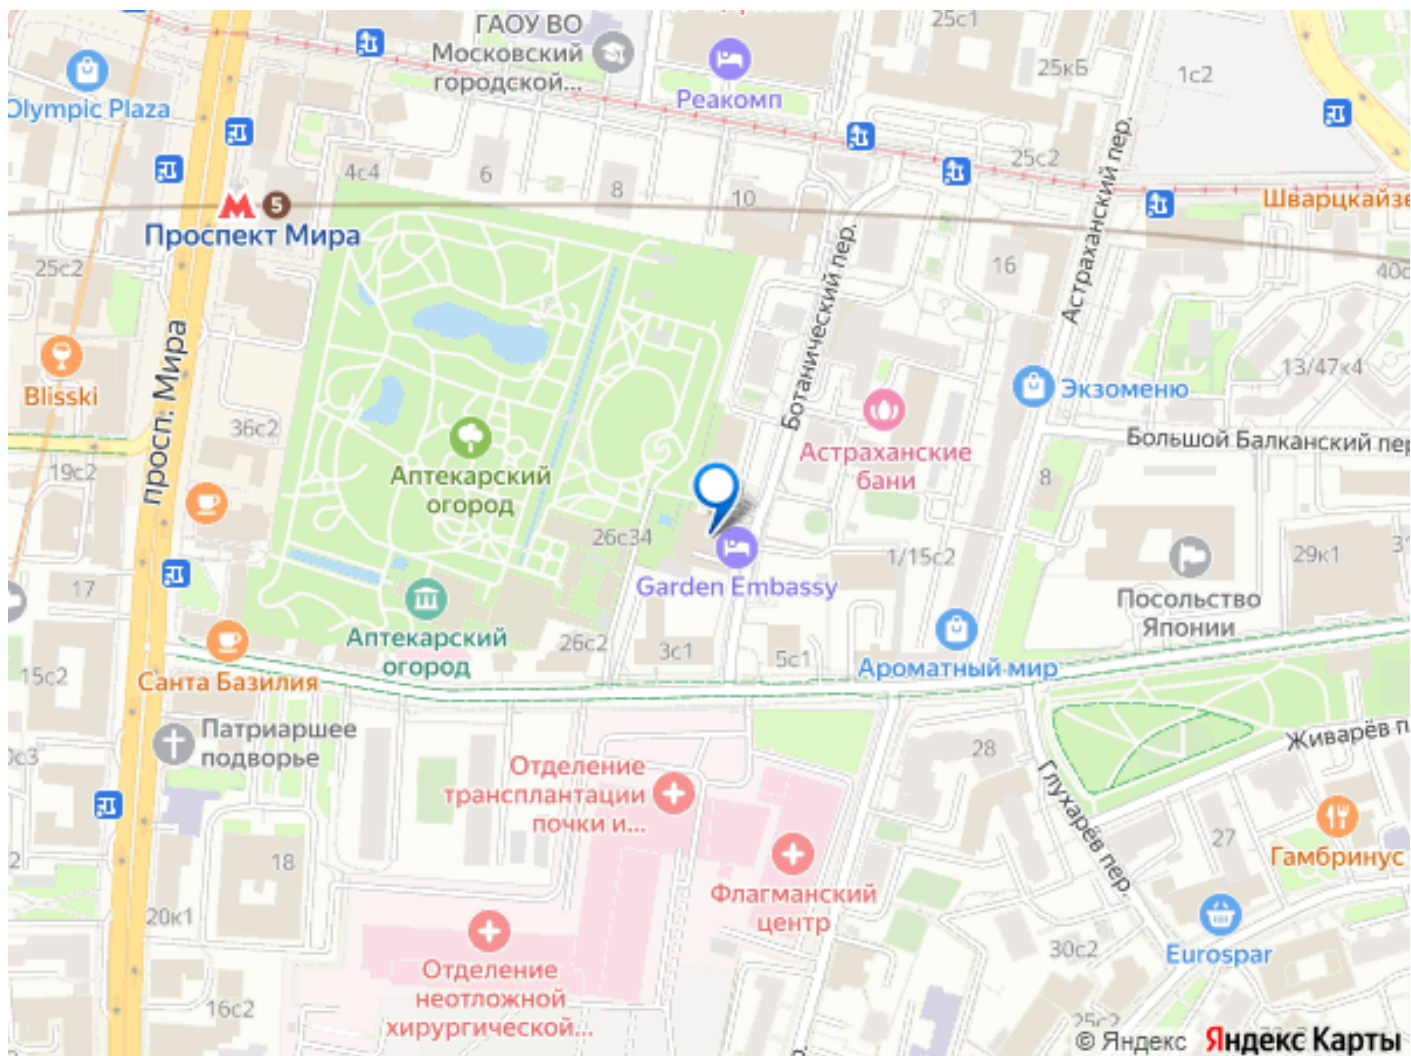 ГАОУ ВО
Московский
городской...
25с1
Olympic Plaza
Реакомп
25кБ
1с2
4с4
6
8
10
25с2
Астраханский пер.
5
Проспект Мира
Шварцкайзе
25с2
16
Ботанический пер.
13/47к4
просп. Мира
Blisski
Экзоменю
36с2
Большой Балканский пер
19с2
Аптекарский
огород
Астраханские
бани
8
26с34
1/15с2
29к1
31
17
Garden Embassy
Посольство
Японии
Аптекарский
огород
26с2
3с1
5с1
15с2
Санта Базилия
Ароматный мир
Патриаршее
подворье
28
Живарёв п
Глухарёв пер.
Отделение
трансплантации
почки и...
18
27
Гамбринус
Флагманский
центр
20к1
30с2
Eurospar
Отделение
неотложной
хирургической...
16с2
25с2
© Яндекс
Яндекс Карты